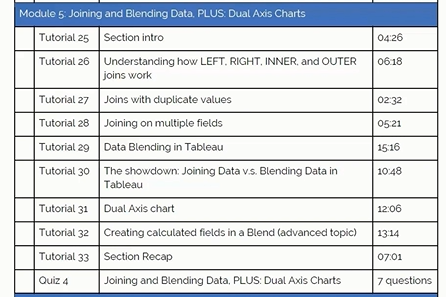 Module 5: Joining and Blending Data, PLUS: Dual Axis Charts
Tutorial 25 Section intro 04:26
Tutorial 26 Understanding how LEFT, RIGHT, INNER, and OUTER 06:18
joins work
Tutorial 27 Joins with duplicate values 02:32
Tutorial 28 Joining on multiple fields 05:21
Tutorial 29 Data Blending in Tableau 15:16
Tutorial 30 The showdown: Joining Data v.s. Blending Data in 10:48
Tableau
Tutorial 31 Dual Axis chart 12:06
Tutorial 32 Creating calculated fields in a Blend (advanced topic) 13:14
Tutorial 33 Section Recap 07:01
Quiz 4 Joining and Blending Data, PLUS: Dual Axis Charts 7 questions